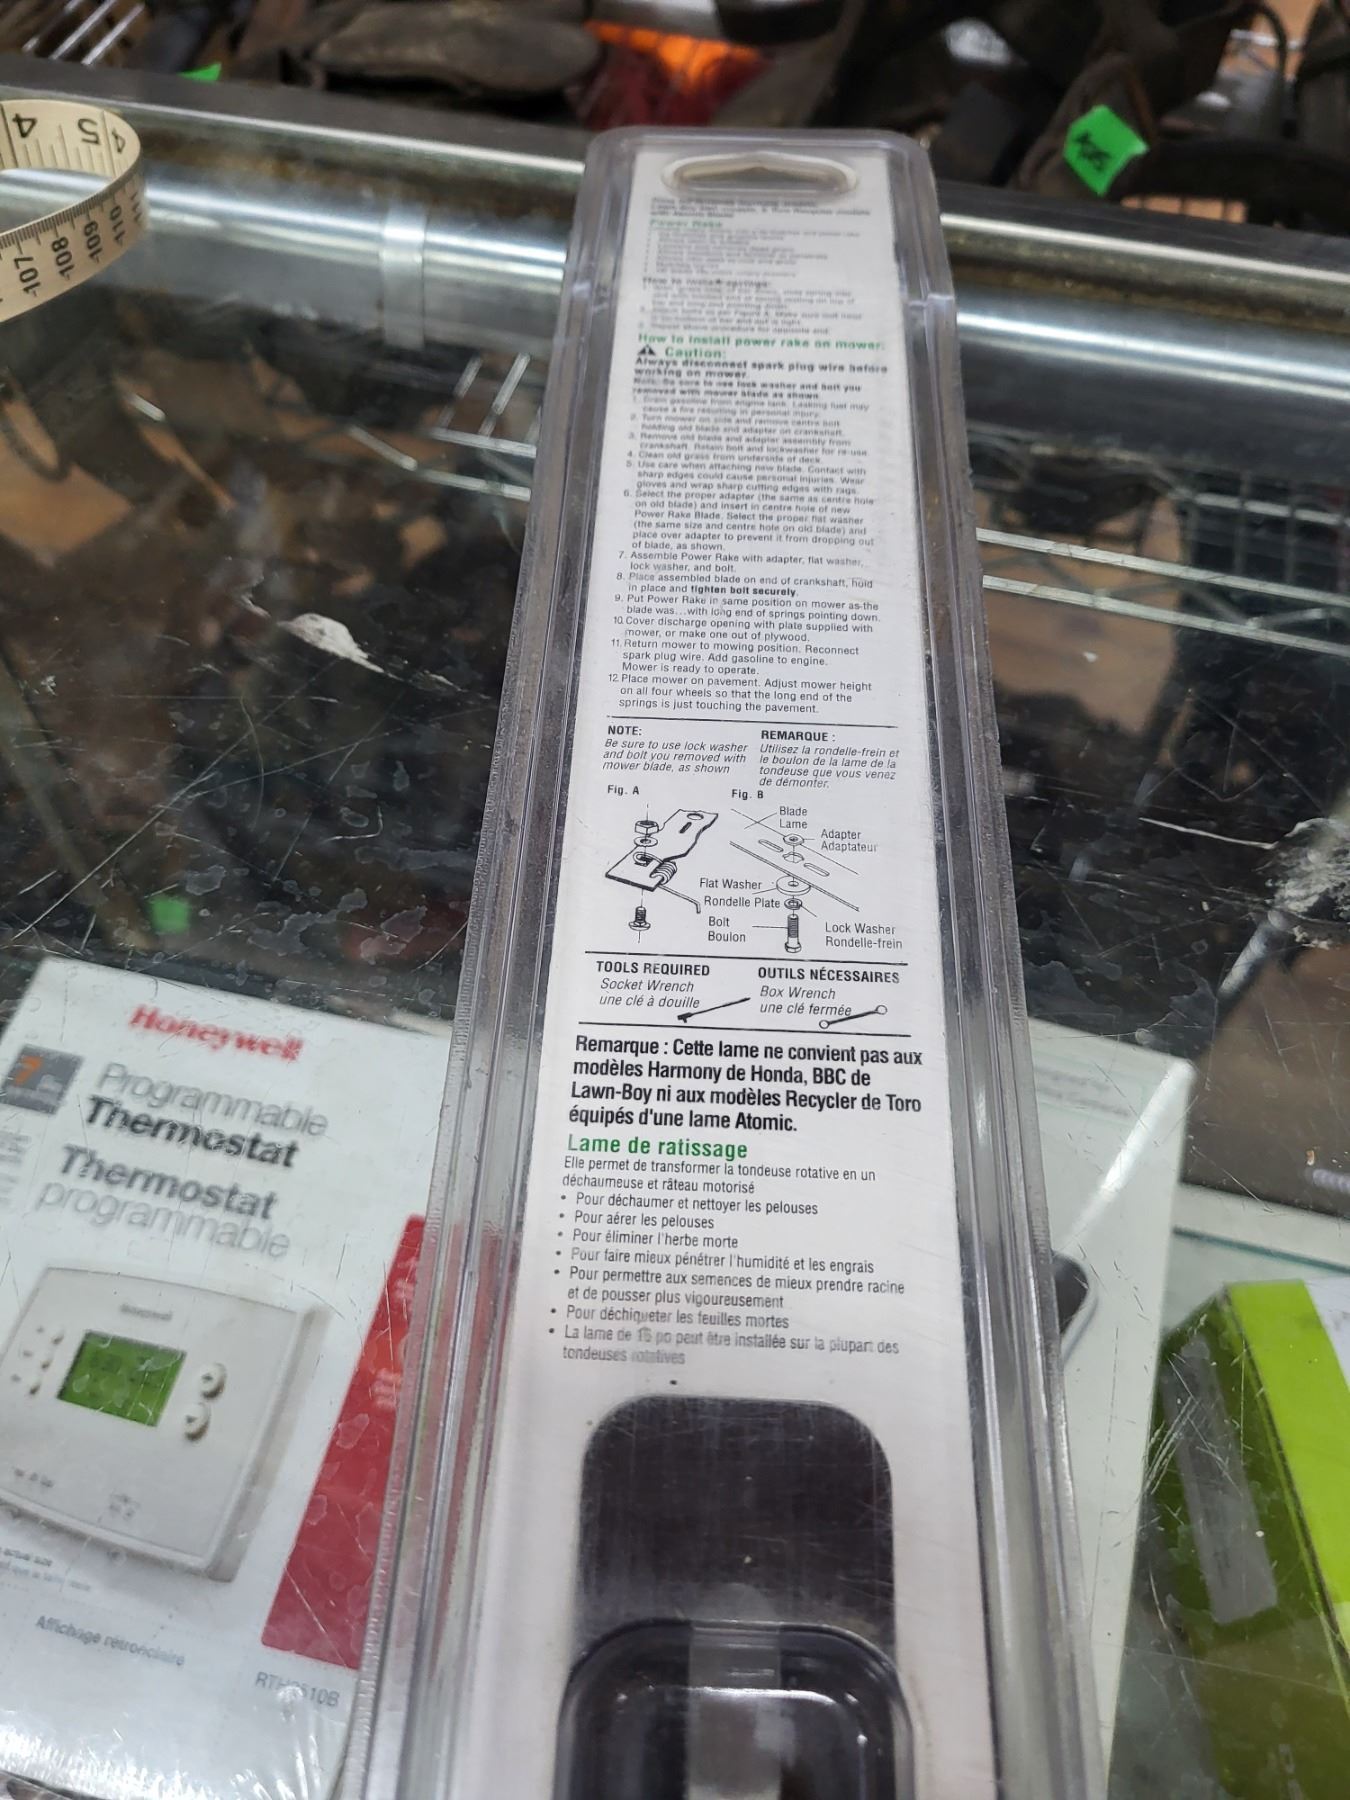 Power Rake
How to install springs:
How to install power rake on mower:
Caution:
Always disconnect spark plug wire before
working on mower.
Note: Be sure to use lock washer and bolt you
removed with mower blade as shown.
1. Drain gasoline from engine tank. Leaking fuel may
cause a fire resulting in personal injury.
2. Turn mower on side and remove centre bolt
holding old blade and adapter on crankshaft.
3. Remove old blade and adapter assembly from
crankshaft. Retain bolt and lockwasher for re-use.
4. Clean old grass from underside of deck.
5. Use care when attaching new blade. Contact with
sharp edges could cause personal injuries. Wear
gloves and wrap sharp cutting edges with rags.
6. Select the proper adapter (the same as centre hole
on old blade) and insert in centre hole of new
Power Rake Blade. Select the proper flat washer
(the same size and centre hole on old blade) and
place over adapter to prevent it from dropping out
of blade, as shown.
7. Assemble Power Rake with adapter, flat washer,
lock washer, and bolt.
8. Place assembled blade on end of crankshaft, hold
in place and tighten bolt securely.
9. Put Power Rake in same position on mower as the
blade was...with long end of springs pointing down.
10. Cover discharge opening with plate supplied with
mower, or make one out of plywood.
11. Return mower to mowing position. Reconnect
spark plug wire. Add gasoline to engine.
Mower is ready to operate.
12. Place mower on pavement. Adjust mower height
on all four wheels so that the long end of the
springs is just touching the pavement.
NOTE:
Be sure to use lock washer
and bolt you removed with
mower blade, as shown
REMARQUE :
Utilisez la rondelle-frein et
le boulon de la lame de la
tondeuse que vous venez
de démonter.
Fig. A
Fig. B
Blade
Lame
Adapter
Adaptateur
Flat Washer
Rondelle Plate
Bolt
Boulon
Lock Washer
Rondelle-frein
TOOLS REQUIRED
Socket Wrench
une clé à douille
OUTILS NÉCESSAIRES
Box Wrench
une clé fermée
Remarque : Cette lame ne convient pas aux
modèles Harmony de Honda, BBC de
Lawn-Boy ni aux modèles Recycler de Toro
équipés d'une lame Atomic.
Lame de ratissage
Elle permet de transformer la tondeuse rotative en un
déchaumeuse et râteau motorisé
• Pour déchaumer et nettoyer les pelouses
• Pour aérer les pelouses
• Pour éliminer l'herbe morte
• Pour faire mieux pénétrer l'humidité et les engrais
• Pour permettre aux semences de mieux prendre racine
et de pousser plus vigoureusement
• Pour déchiqueter les feuilles mortes
• La lame de po peut être installée sur la plupart des
tondeuses rotatives
Honeywell
7
Programmable
Thermostat
Thermostat
programmable
Affichage rétroéclairé
4 5 4
107 108 109 110 111